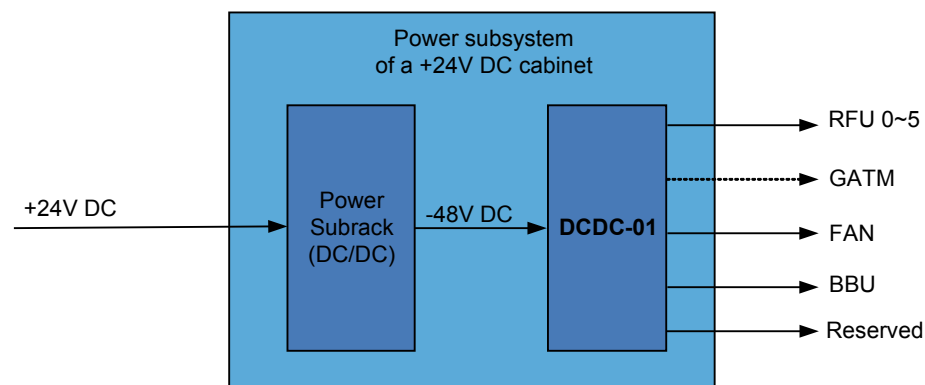 Power subsystem
of a +24V DC cabinet
+24V DC
Power
Subrack
(DC/DC)
-48V DC
DCDC-01
RFU 0~5
GATM
FAN
BBU
Reserved